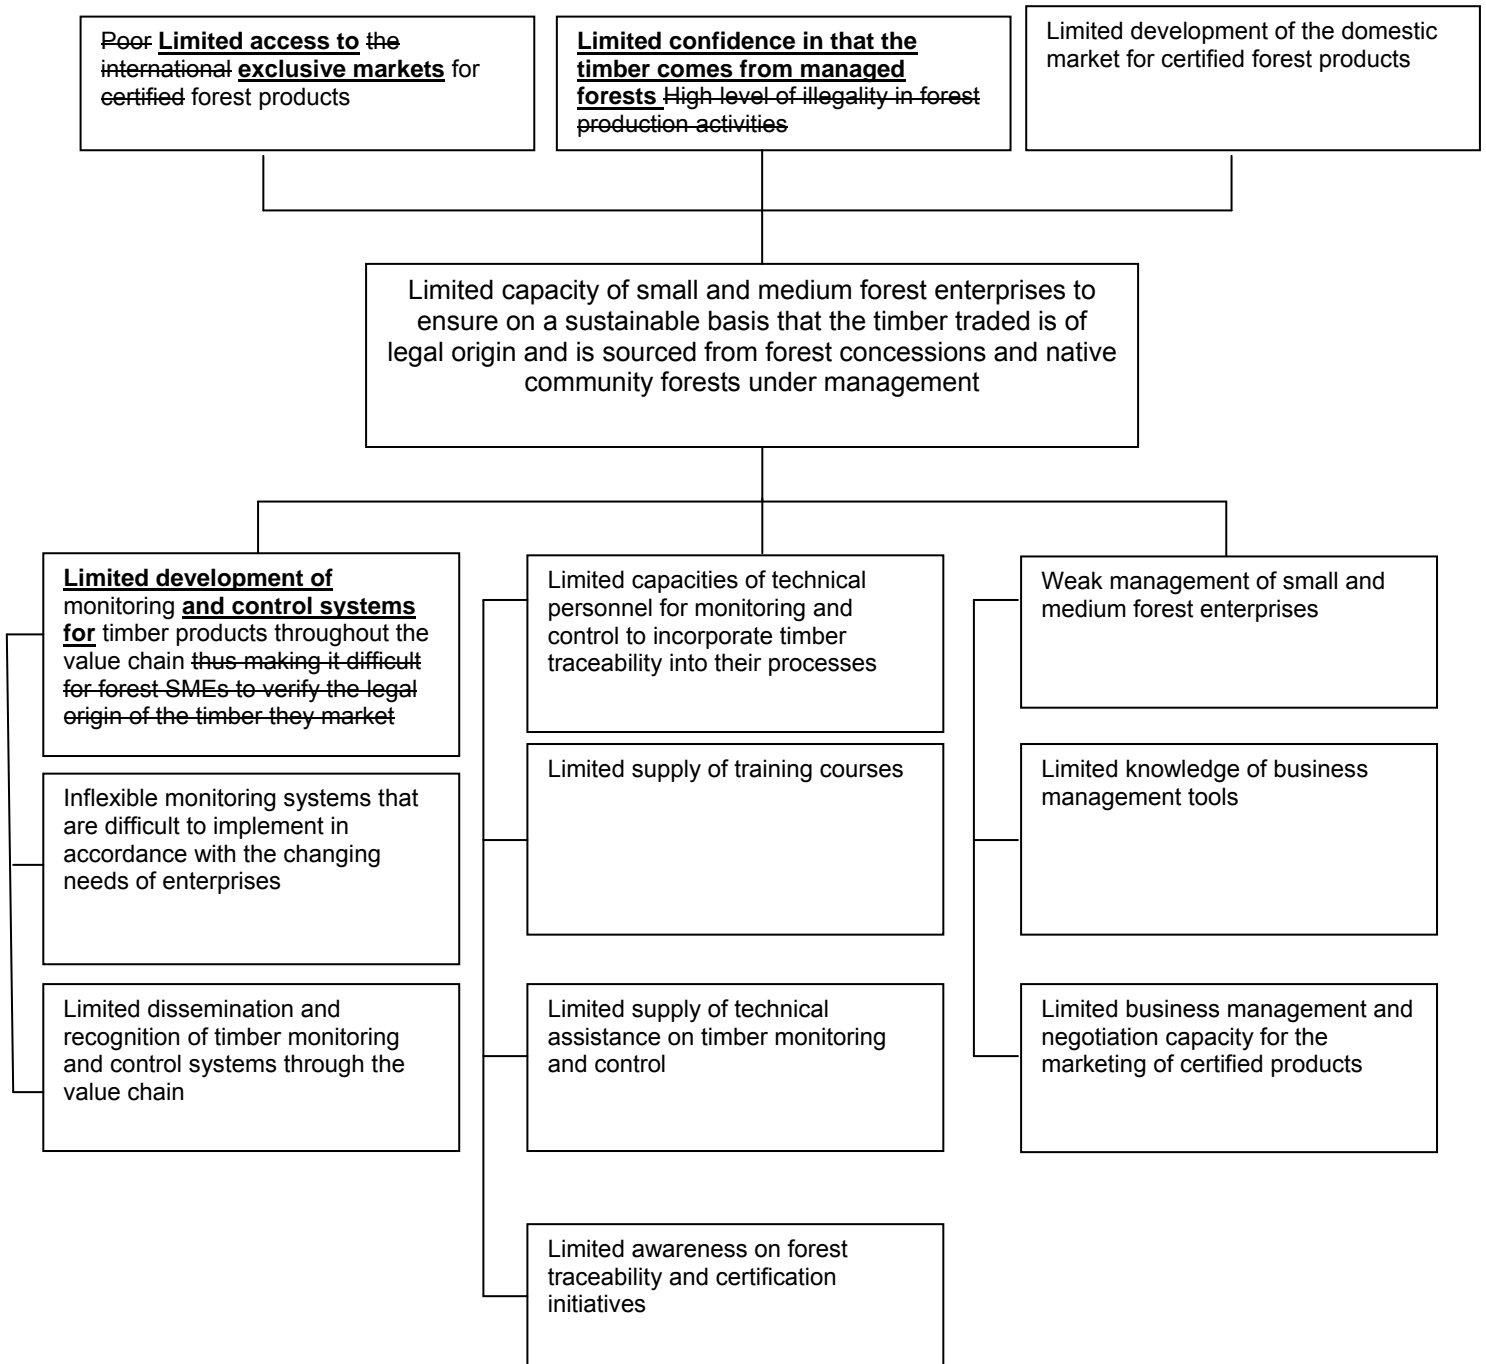 Poor Limited access to the
international exclusive markets for
certified forest products
Limited confidence in that the
timber comes from managed
forests High level of illegality in forest
production activities
Limited development of the domestic
market for certified forest products
Limited capacity of small and medium forest enterprises to
ensure on a sustainable basis that the timber traded is of
legal origin and is sourced from forest concessions and native
community forests under management
Limited development of
monitoring and control systems
for timber products throughout the
value chain thus making it difficult
for forest SMEs to verify the legal
origin of the timber they market
Inflexible monitoring systems that
are difficult to implement in
accordance with the changing
needs of enterprises
Limited dissemination and
recognition of timber monitoring
and control systems through the
value chain
Limited capacities of technical
personnel for monitoring and
control to incorporate timber
traceability into their processes
Limited supply of training courses
Limited supply of technical
assistance on timber monitoring
and control
Limited awareness on forest
traceability and certification
initiatives
Weak management of small and
medium forest enterprises
Limited knowledge of business
management tools
Limited business management and
negotiation capacity for the
marketing of certified products